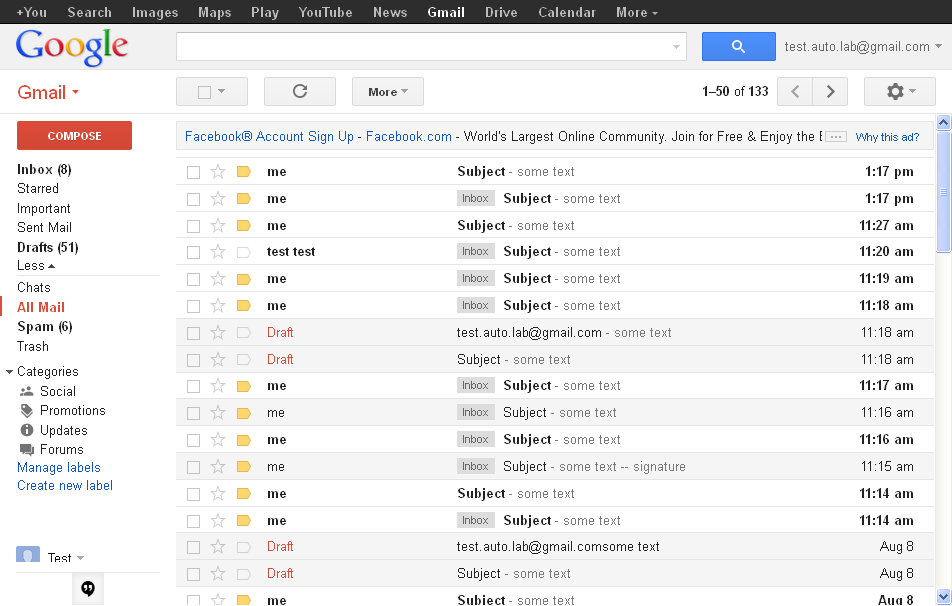 +You Search Images Maps Play YouTube News Gmail Drive Calendar More
Google test.auto.lab@gmail.com
Gmail More 1–50 of 133
COMPOSE
Facebook® Account Sign Up - Facebook.com - World's Largest Online Community. Join for Free & Enjoy the E ... Why this ad?
Inbox (8)
Starred
Important
Sent Mail
Drafts (51)
Less
Chats
All Mail
Spam (6)
Trash
Categories
Social
Promotions
Updates
Forums
Manage labels
Create new label
Test
me Subject - some text 1:17 pm
me Inbox Subject - some text 1:17 pm
me Subject - some text 11:27 am
test test Inbox Subject - some text 11:20 am
me Inbox Subject - some text 11:19 am
me Inbox Subject - some text 11:18 am
Draft test.auto.lab@gmail.com - some text 11:18 am
Draft Subject - some text 11:18 am
me Inbox Subject - some text 11:17 am
me Inbox Subject - some text 11:16 am
me Inbox Subject - some text 11:16 am
me Inbox Subject - some text -- signature 11:15 am
me Subject - some text 11:14 am
me Inbox Subject - some text 11:14 am
Draft test.auto.lab@gmail.comsome text Aug 8
Draft Subject - some text Aug 8
me Subject - some text Aug 8